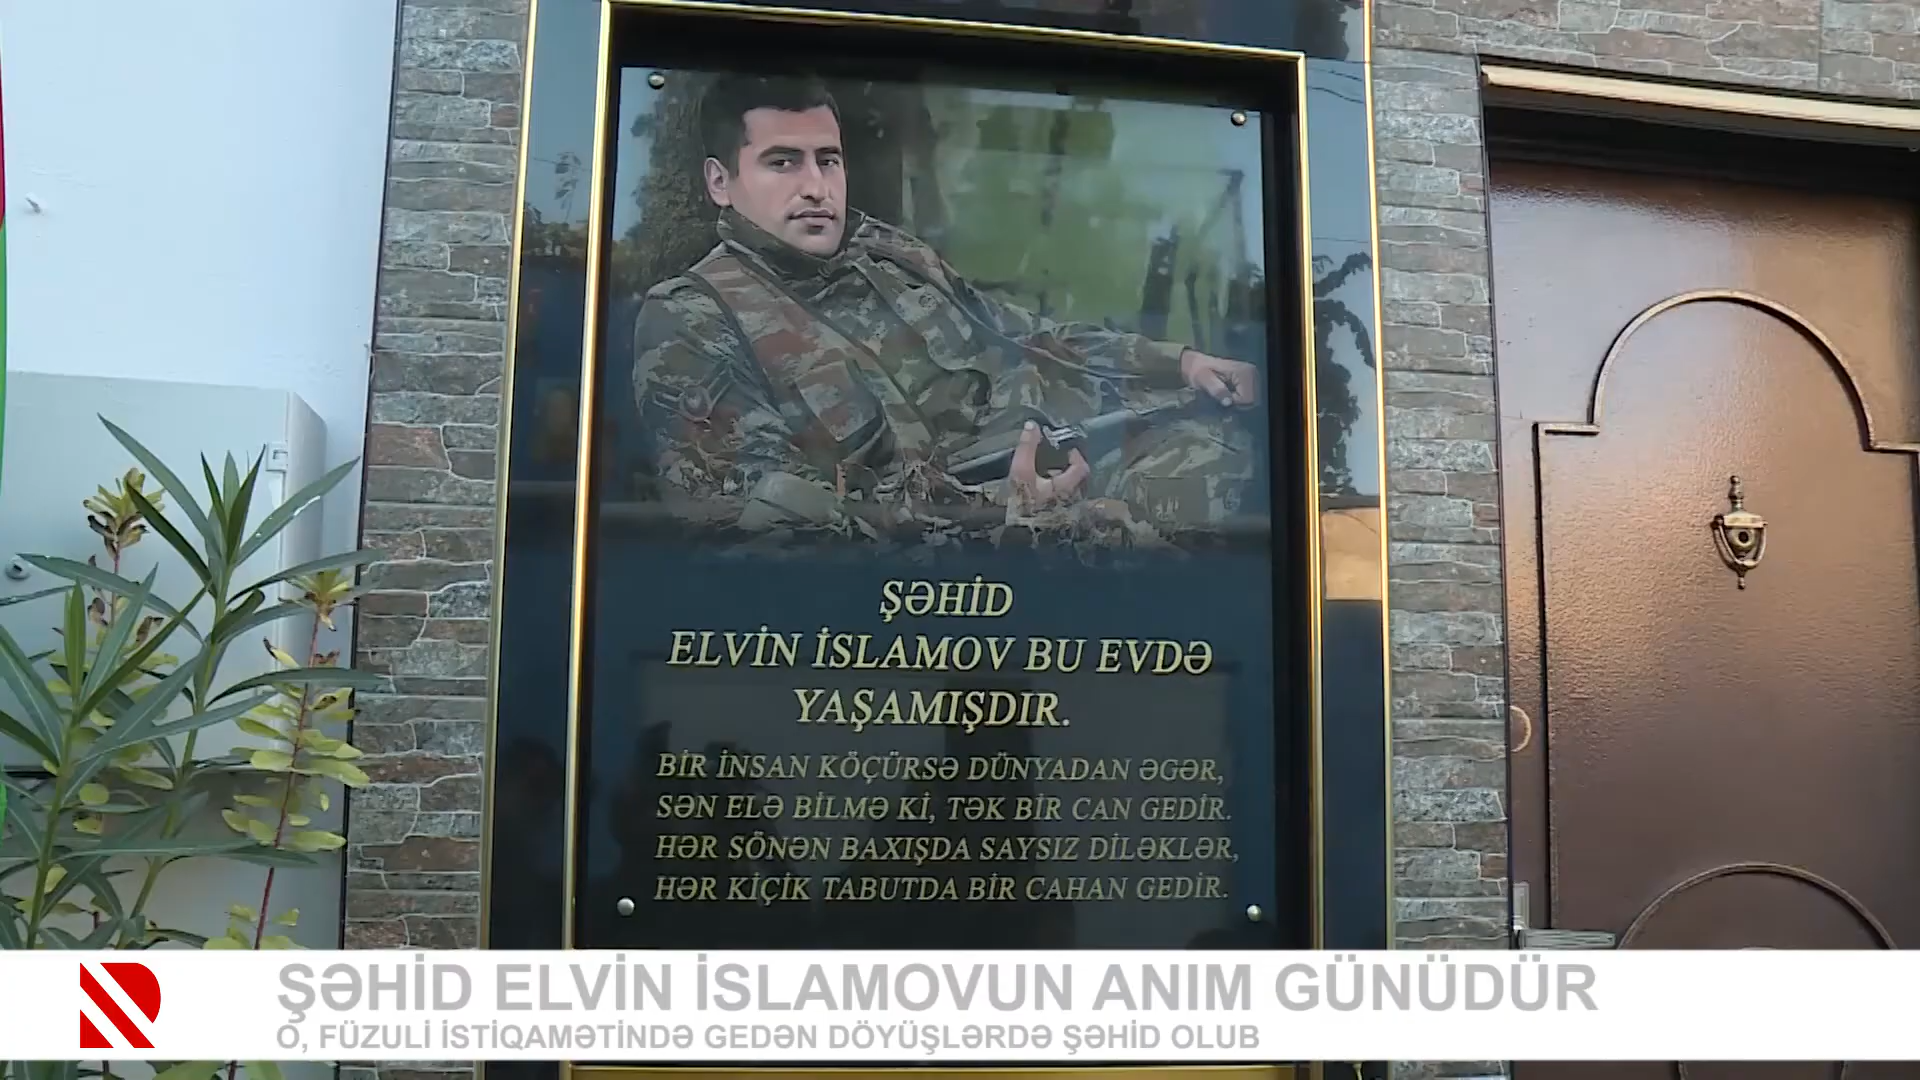 ŞƏHİD
ELVİN İSLAMOV BU EVDƏ
YAŞAMIŞDIR.
BİR İNSAN KÖÇÜRSƏ DÜNYADAN ƏGƏR,
SƏN ELƏ BİLMƏ Kİ, TƏK BİR CAN GEDİR.
HƏR SÖNƏN BAXIŞDA SAYSIZ DİLƏKLƏR,
HƏR KİÇİK TABUTDA BİR CAHAN GEDİR.
ŞƏHİD ELVİN İSLAMOVUN ANIM GÜNÜDÜR
O, FÜZULİ İSTİQAMƏTİNDƏ GEDƏN DÖYÜŞLƏRDƏ ŞƏHİD OLUB